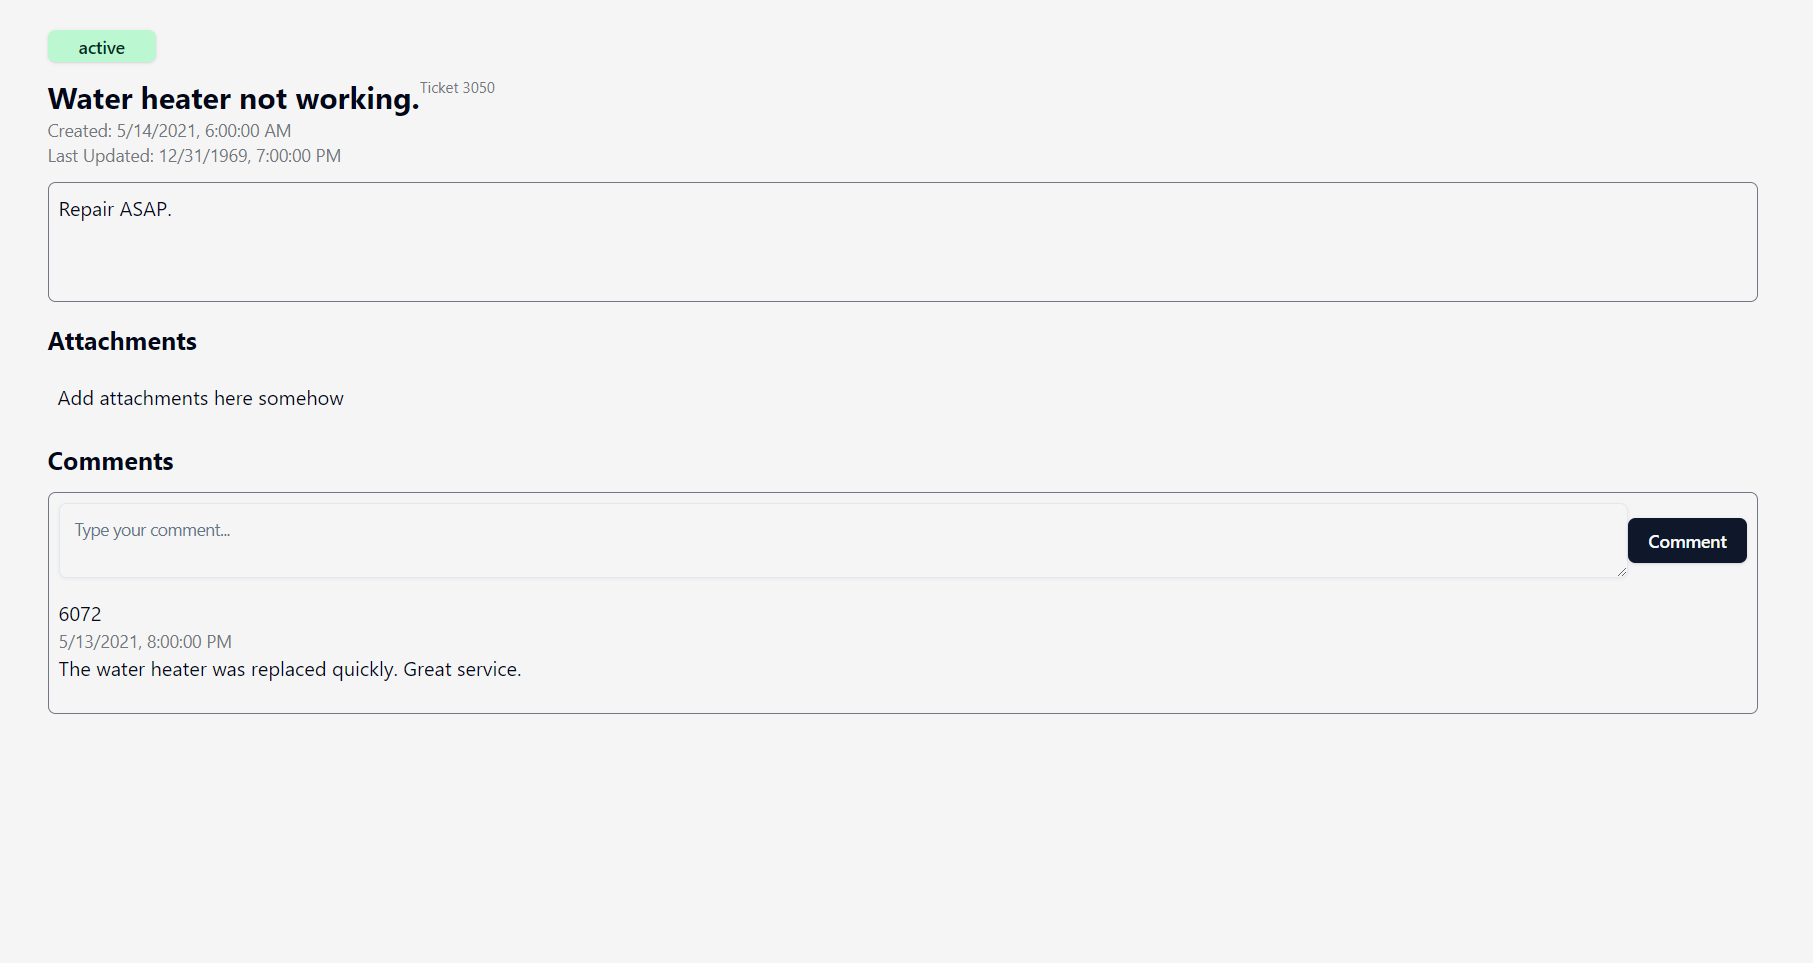 active
Water heater not working. Ticket 3050
Created: 5/14/2021, 6:00:00 AM
Last Updated: 12/31/1969, 7:00:00 PM
Repair ASAP.
Attachments
Add attachments here somehow
Comments
Type your comment...
Comment
6072
5/13/2021, 8:00:00 PM
The water heater was replaced quickly. Great service.